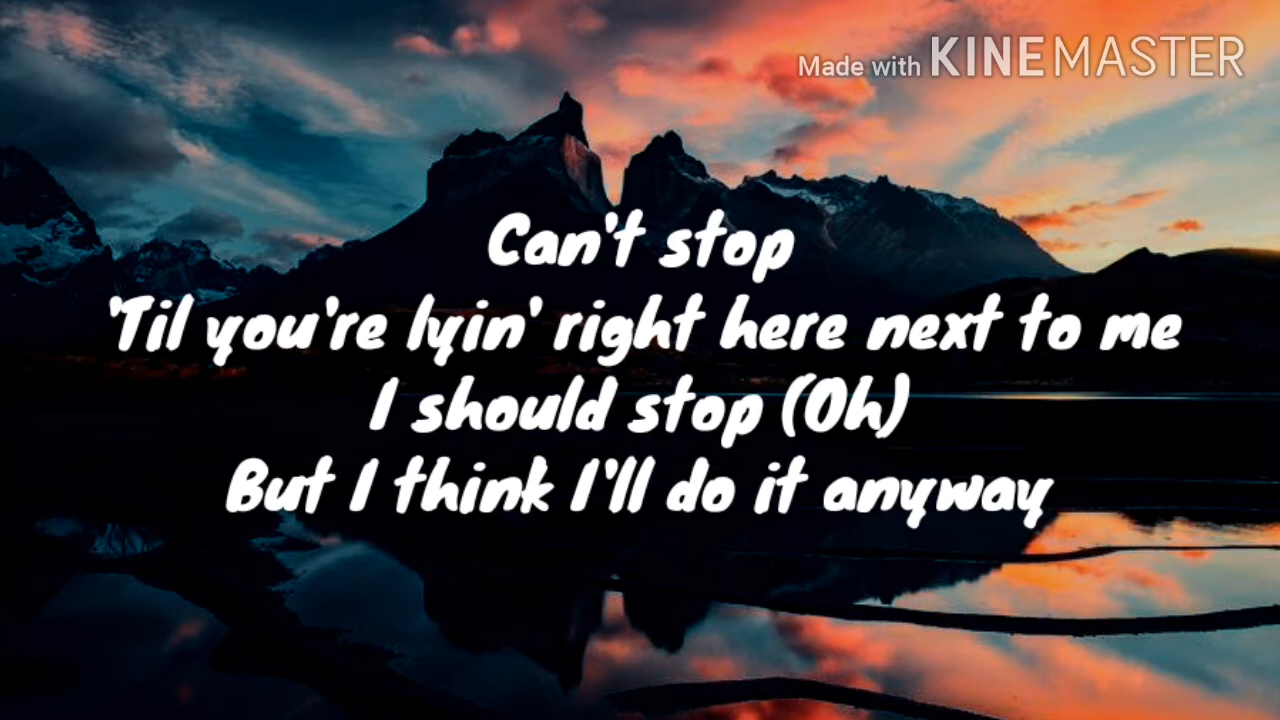 Made with KINEMASTER
Can't stop
'Til you're lyin' right here next to me
I should stop (Oh)
But I think I'll do it anyway